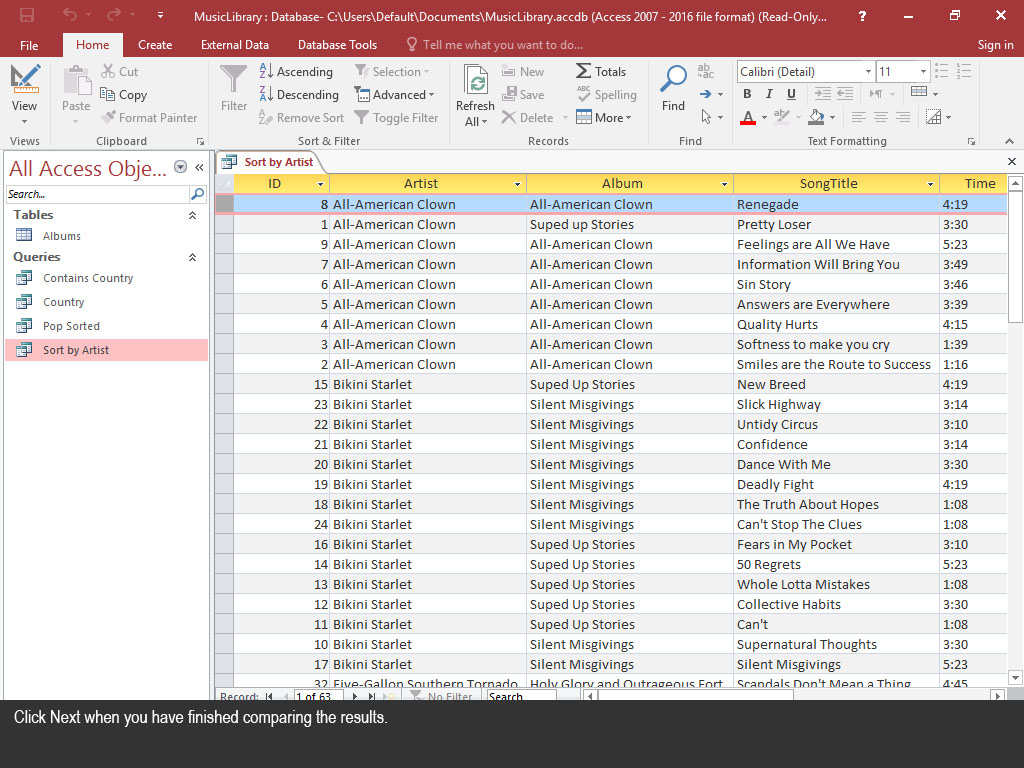 MusicLibrary : Database- C:\Users\Default\Documents\MusicLibrary.accdb (Access 2007 - 2016 file format) (Read-Only...
File Home Create External Data Database Tools Tell me what you want to do... Sign in
View
Views
Paste
Cut
Copy
Format Painter
Clipboard
Filter
Ascending
Descending
Remove Sort
Selection
Advanced
Toggle Filter
Sort & Filter
Refresh
All
New
Save
Delete
Totals
Spelling
More
Records
Find
Find
Calibri (Detail) 11
B I U
Text Formatting
All Access Obje...
Search...
Tables
Albums
Queries
Contains Country
Country
Pop Sorted
Sort by Artist
Sort by Artist
ID Artist Album SongTitle Time
8 All-American Clown All-American Clown Renegade 4:19
1 All-American Clown Suped up Stories Pretty Loser 3:30
9 All-American Clown All-American Clown Feelings are All We Have 5:23
7 All-American Clown All-American Clown Information Will Bring You 3:49
6 All-American Clown All-American Clown Sin Story 3:46
5 All-American Clown All-American Clown Answers are Everywhere 3:39
4 All-American Clown All-American Clown Quality Hurts 4:15
3 All-American Clown All-American Clown Softness to make you cry 1:39
2 All-American Clown All-American Clown Smiles are the Route to Success 1:16
15 Bikini Starlet Suped Up Stories New Breed 4:19
23 Bikini Starlet Silent Misgivings Slick Highway 3:14
22 Bikini Starlet Silent Misgivings Untidy Circus 3:10
21 Bikini Starlet Silent Misgivings Confidence 3:14
20 Bikini Starlet Silent Misgivings Dance With Me 3:30
19 Bikini Starlet Silent Misgivings Deadly Fight 4:19
18 Bikini Starlet Silent Misgivings The Truth About Hopes 1:08
24 Bikini Starlet Silent Misgivings Can't Stop The Clues 1:08
16 Bikini Starlet Suped Up Stories Fears in My Pocket 3:10
14 Bikini Starlet Suped Up Stories 50 Regrets 5:23
13 Bikini Starlet Suped Up Stories Whole Lotta Mistakes 1:08
12 Bikini Starlet Suped Up Stories Collective Habits 3:30
11 Bikini Starlet Suped Up Stories Can't 1:08
10 Bikini Starlet Silent Misgivings Supernatural Thoughts 3:30
17 Bikini Starlet Silent Misgivings Silent Misgivings 5:23
32 Five-Gallon Southern Tornado Holy Glory and Outrageous Fort Scandals Don't Mean a Thing 4:45
Record: 1 of 63 No Filter Search
Click Next when you have finished comparing the results.